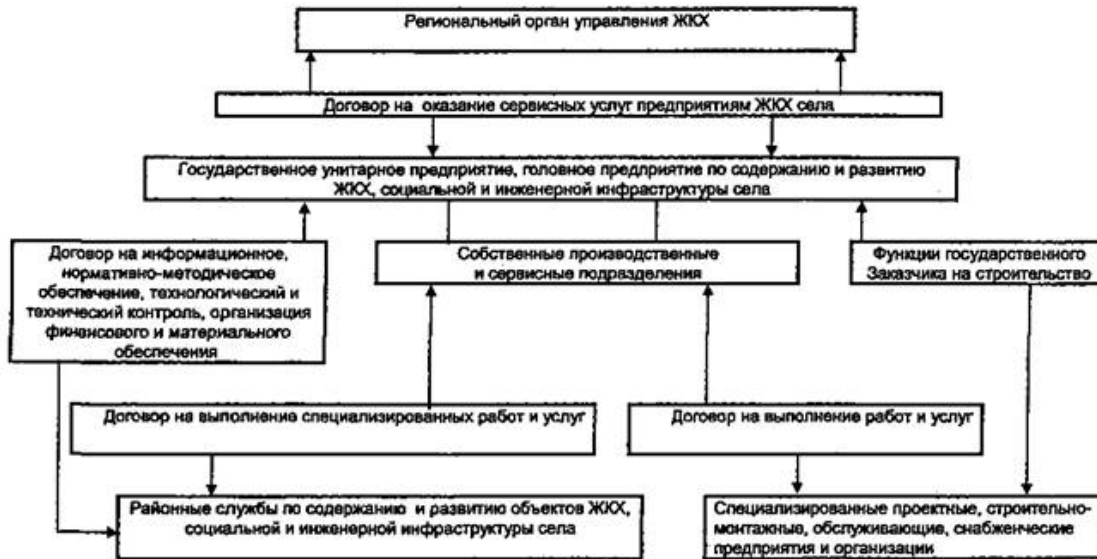 Региональный орган управления ЖКХ
Договор на оказание сервисных услуг предприятиям ЖКХ села
Государственное унитарное предприятие, головное предприятие по содержанию и развитию
ЖКХ, социальной и инженерной инфраструктуры села
Договор на информационное,
нормативно-методическое
обеспечение, технологический и
технический контроль, организация
финансового и материального
обеспечения
Собственные производственные
и сервисные подразделения
Функции государственного
Заказчика на строительство
Договор на выполнение специализированных работ и услуг
Договор на выполнение работ и услуг
Районные службы по содержанию и развитию объектов ЖКХ,
социальной и инженерной инфраструктуры села
Специализированные проектные, строительно-
монтажные, обслуживающие, снабженческие
предприятия и организации